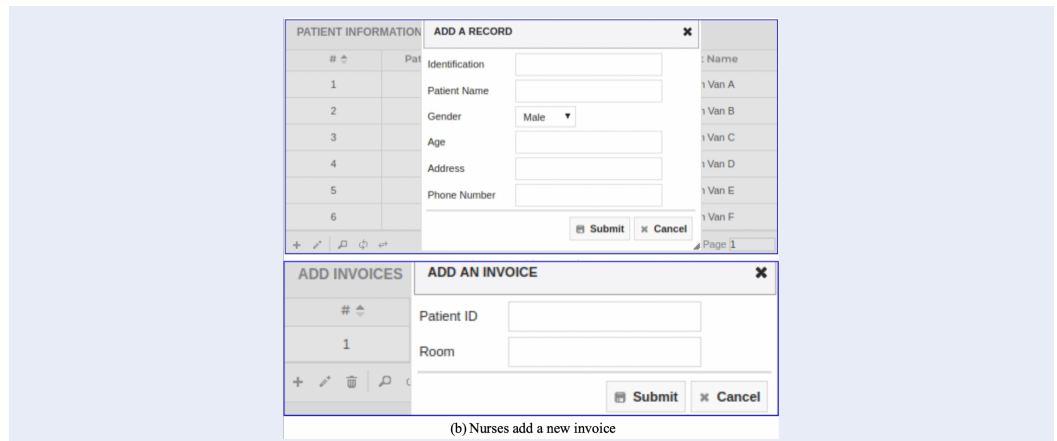 PATIENT INFORMATION
ADD A RECORD
#
Name
Identification
Patient Name
Gender
Male
Age
Address
Phone Number
1
Van A
2
Van B
3
Van C
4
Van D
5
Van E
6
Van F
Submit
Cancel
Page 1
ADD INVOICES
ADD AN INVOICE
#
1
Patient ID
Room
Submit
Cancel
(b) Nurses add a new invoice